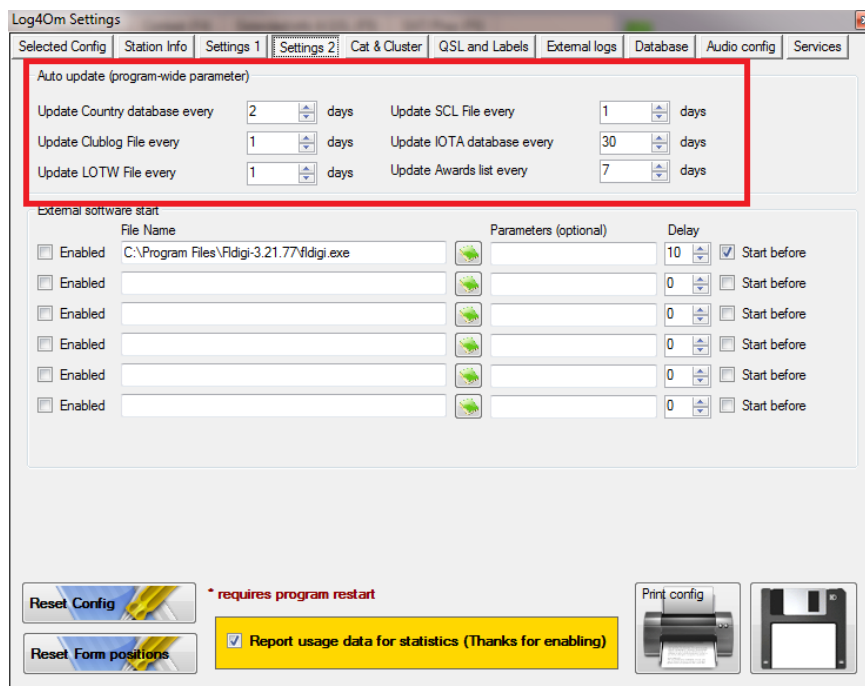 Log4Om Settings
Selected Config Station Info Settings 1 Settings 2 Cat & Cluster QSL and Labels External logs Database Audio config Services
Auto update (program-wide parameter)
Update Country database every 2 days Update SCL File every 1 days
Update Clublog File every 1 days Update IOTA database every 30 days
Update LOTW File every 1 days Update Awards list every 7 days
External software start
File Name Parameters (optional) Delay
Enabled C:\Program Files\Fldigi-3.21.77\fldigi.exe 10 Start before
Enabled 0 Start before
Enabled 0 Start before
Enabled 0 Start before
Enabled 0 Start before
Enabled 0 Start before
Reset Config * requires program restart Print config
Reset Form positions Report usage data for statistics (Thanks for enabling)